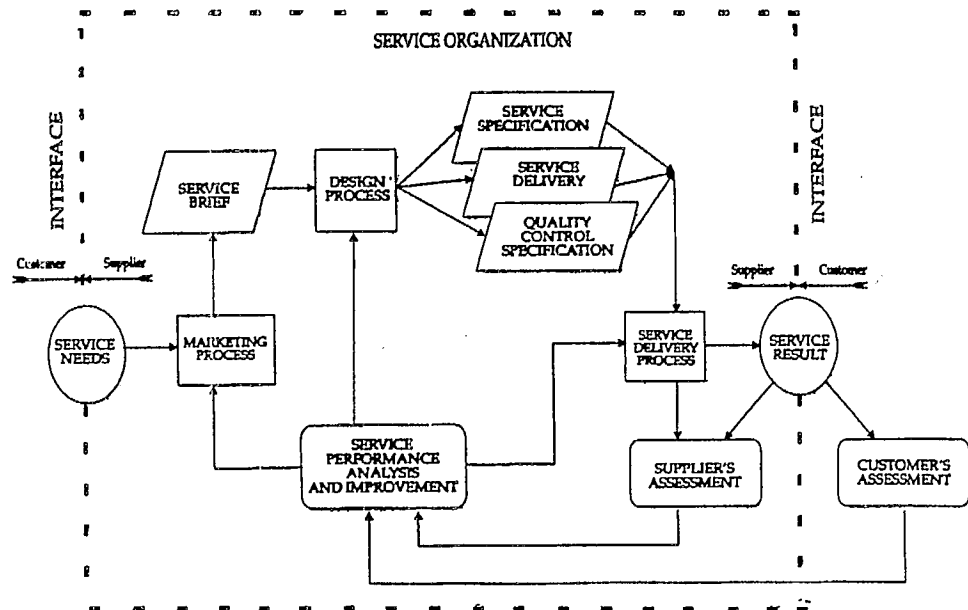 SERVICE ORGANIZATION
INTERFACE
INTERFACE
SERVICE
SPECIFICATION
SERVICE
DELIVERY
QUALITY
CONTROL
SPECIFICATION
SERVICE
BRIEF
DESIGN
PROCESS
Customer
Supplier
Supplier
Customer
SERVICE
NEEDS
MARKETING
PROCESS
SERVICE
DELIVERY
PROCESS
SERVICE
RESULT
SERVICE
PERFORMANCE
ANALYSIS
AND IMPROVEMENT
SUPPLIER'S
ASSESSMENT
CUSTOMER'S
ASSESSMENT